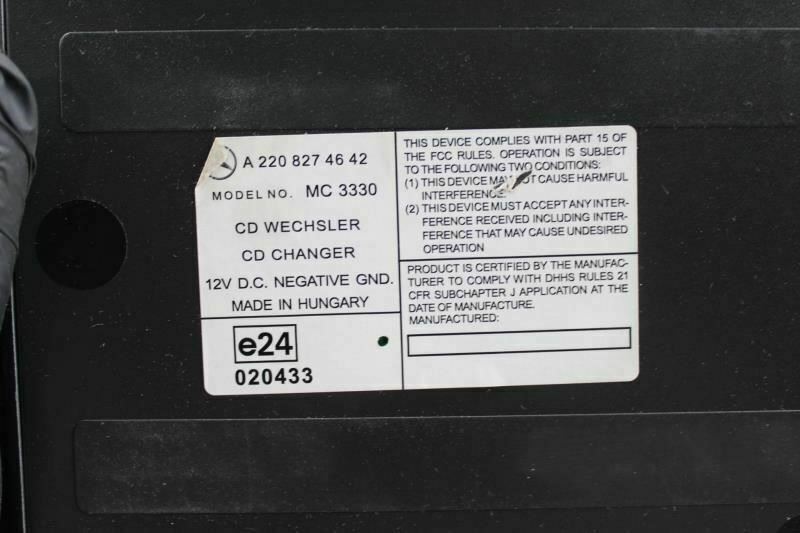 A 220 827 46 42
MODEL NO. MC 3330
CD WECHSLER
CD CHANGER
12V D.C. NEGATIVE GND.
MADE IN HUNGARY
e24
020433
THIS DEVICE COMPLIES WITH PART 15 OF
THE FCC RULES. OPERATION IS SUBJECT
TO THE FOLLOWING TWO CONDITIONS:
(1) THIS DEVICE MAY NOT CAUSE HARMFUL
INTERFERENCE
(2) THIS DEVICE MUST ACCEPT ANY INTER-
FERENCE RECEIVED INCLUDING INTER-
FERENCE THAT MAY CAUSE UNDESIRED
OPERATION
PRODUCT IS CERTIFIED BY THE MANUFAC-
TURER TO COMPLY WITH DHHS RULES 21
CFR SUBCHAPTER J APPLICATION AT THE
DATE OF MANUFACTURE.
MANUFACTURED: